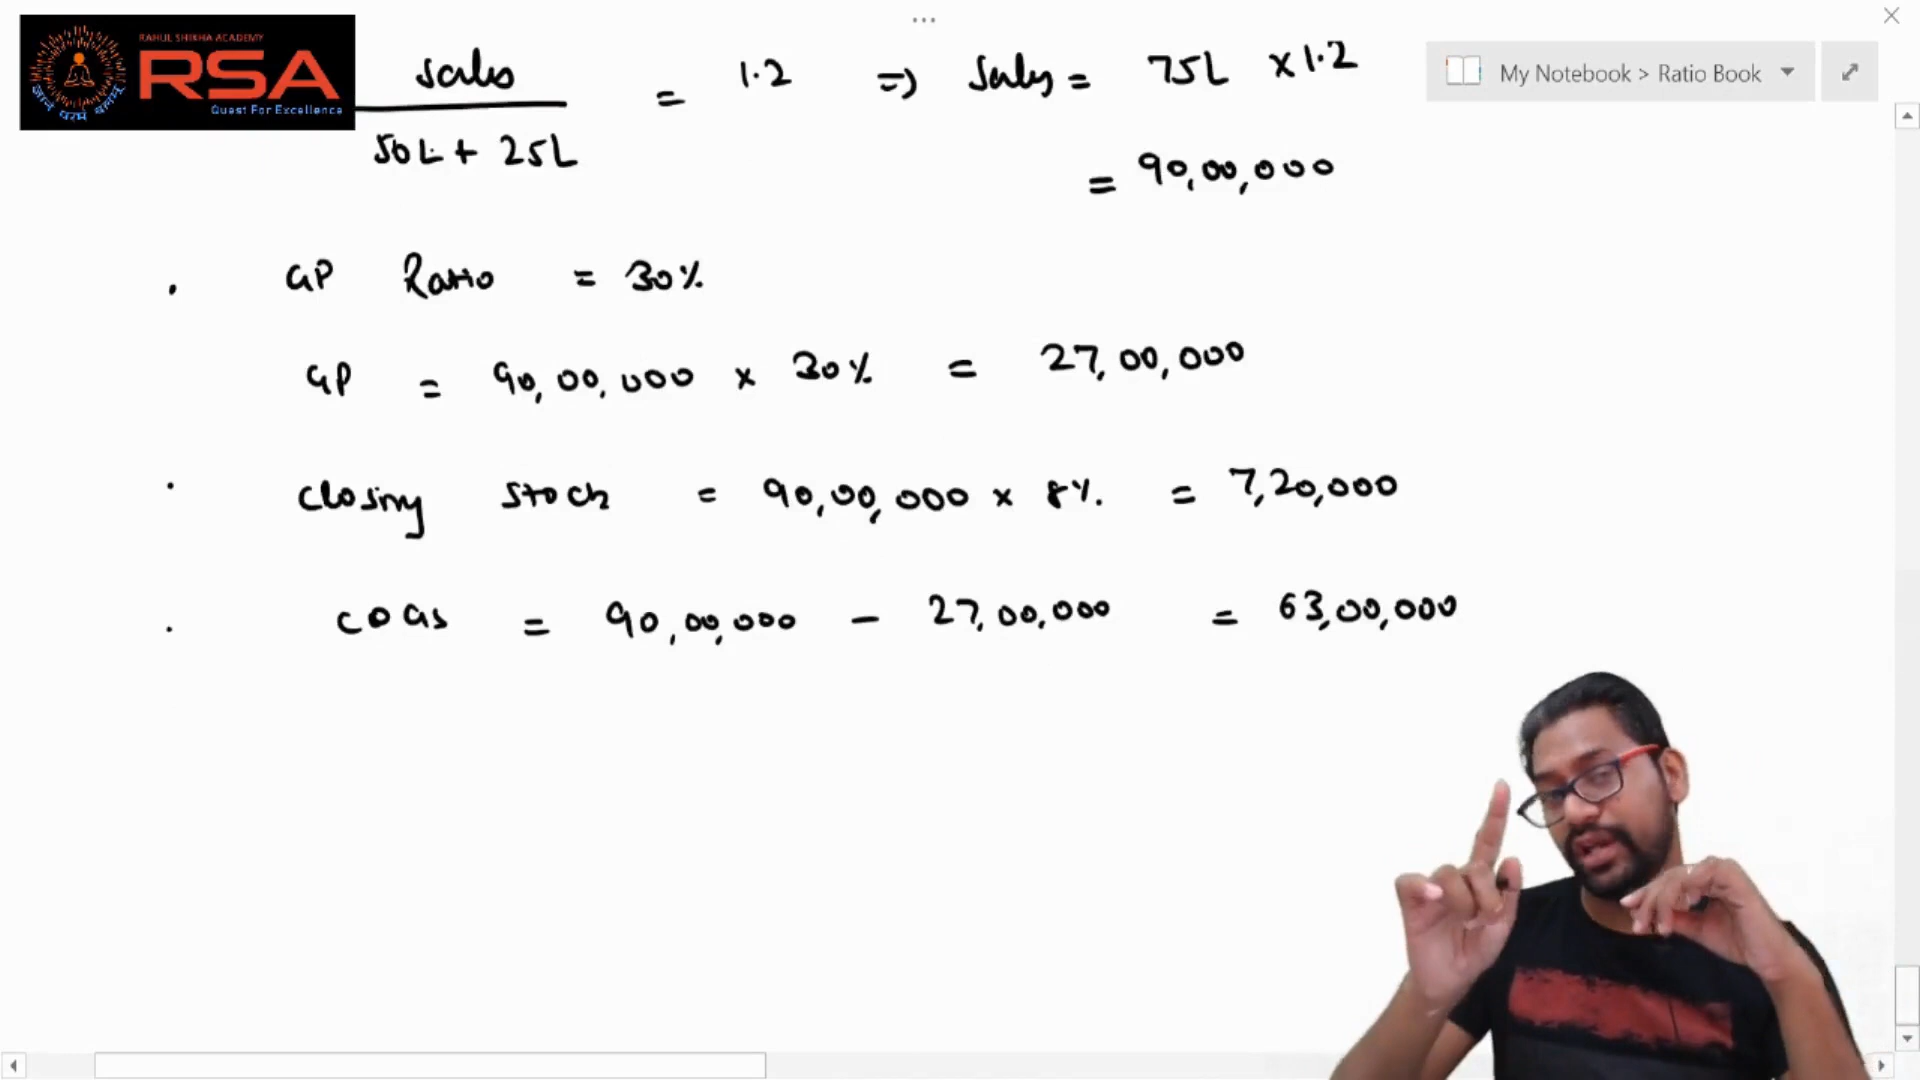 RAHUL SHIKHA ACADEMY
RSA
Quest For Excellence
...
My Notebook > Ratio Book
Sales = 1.2 => Sales = 75L × 1.2
50L + 25L
= 90,00,000
. GP Ratio = 30%
GP = 90,00,000 × 30% = 27,00,000
. Closing Stock = 90,00,000 × 8% = 7,20,000
. COGS = 90,00,000 - 27,00,000 = 63,00,000